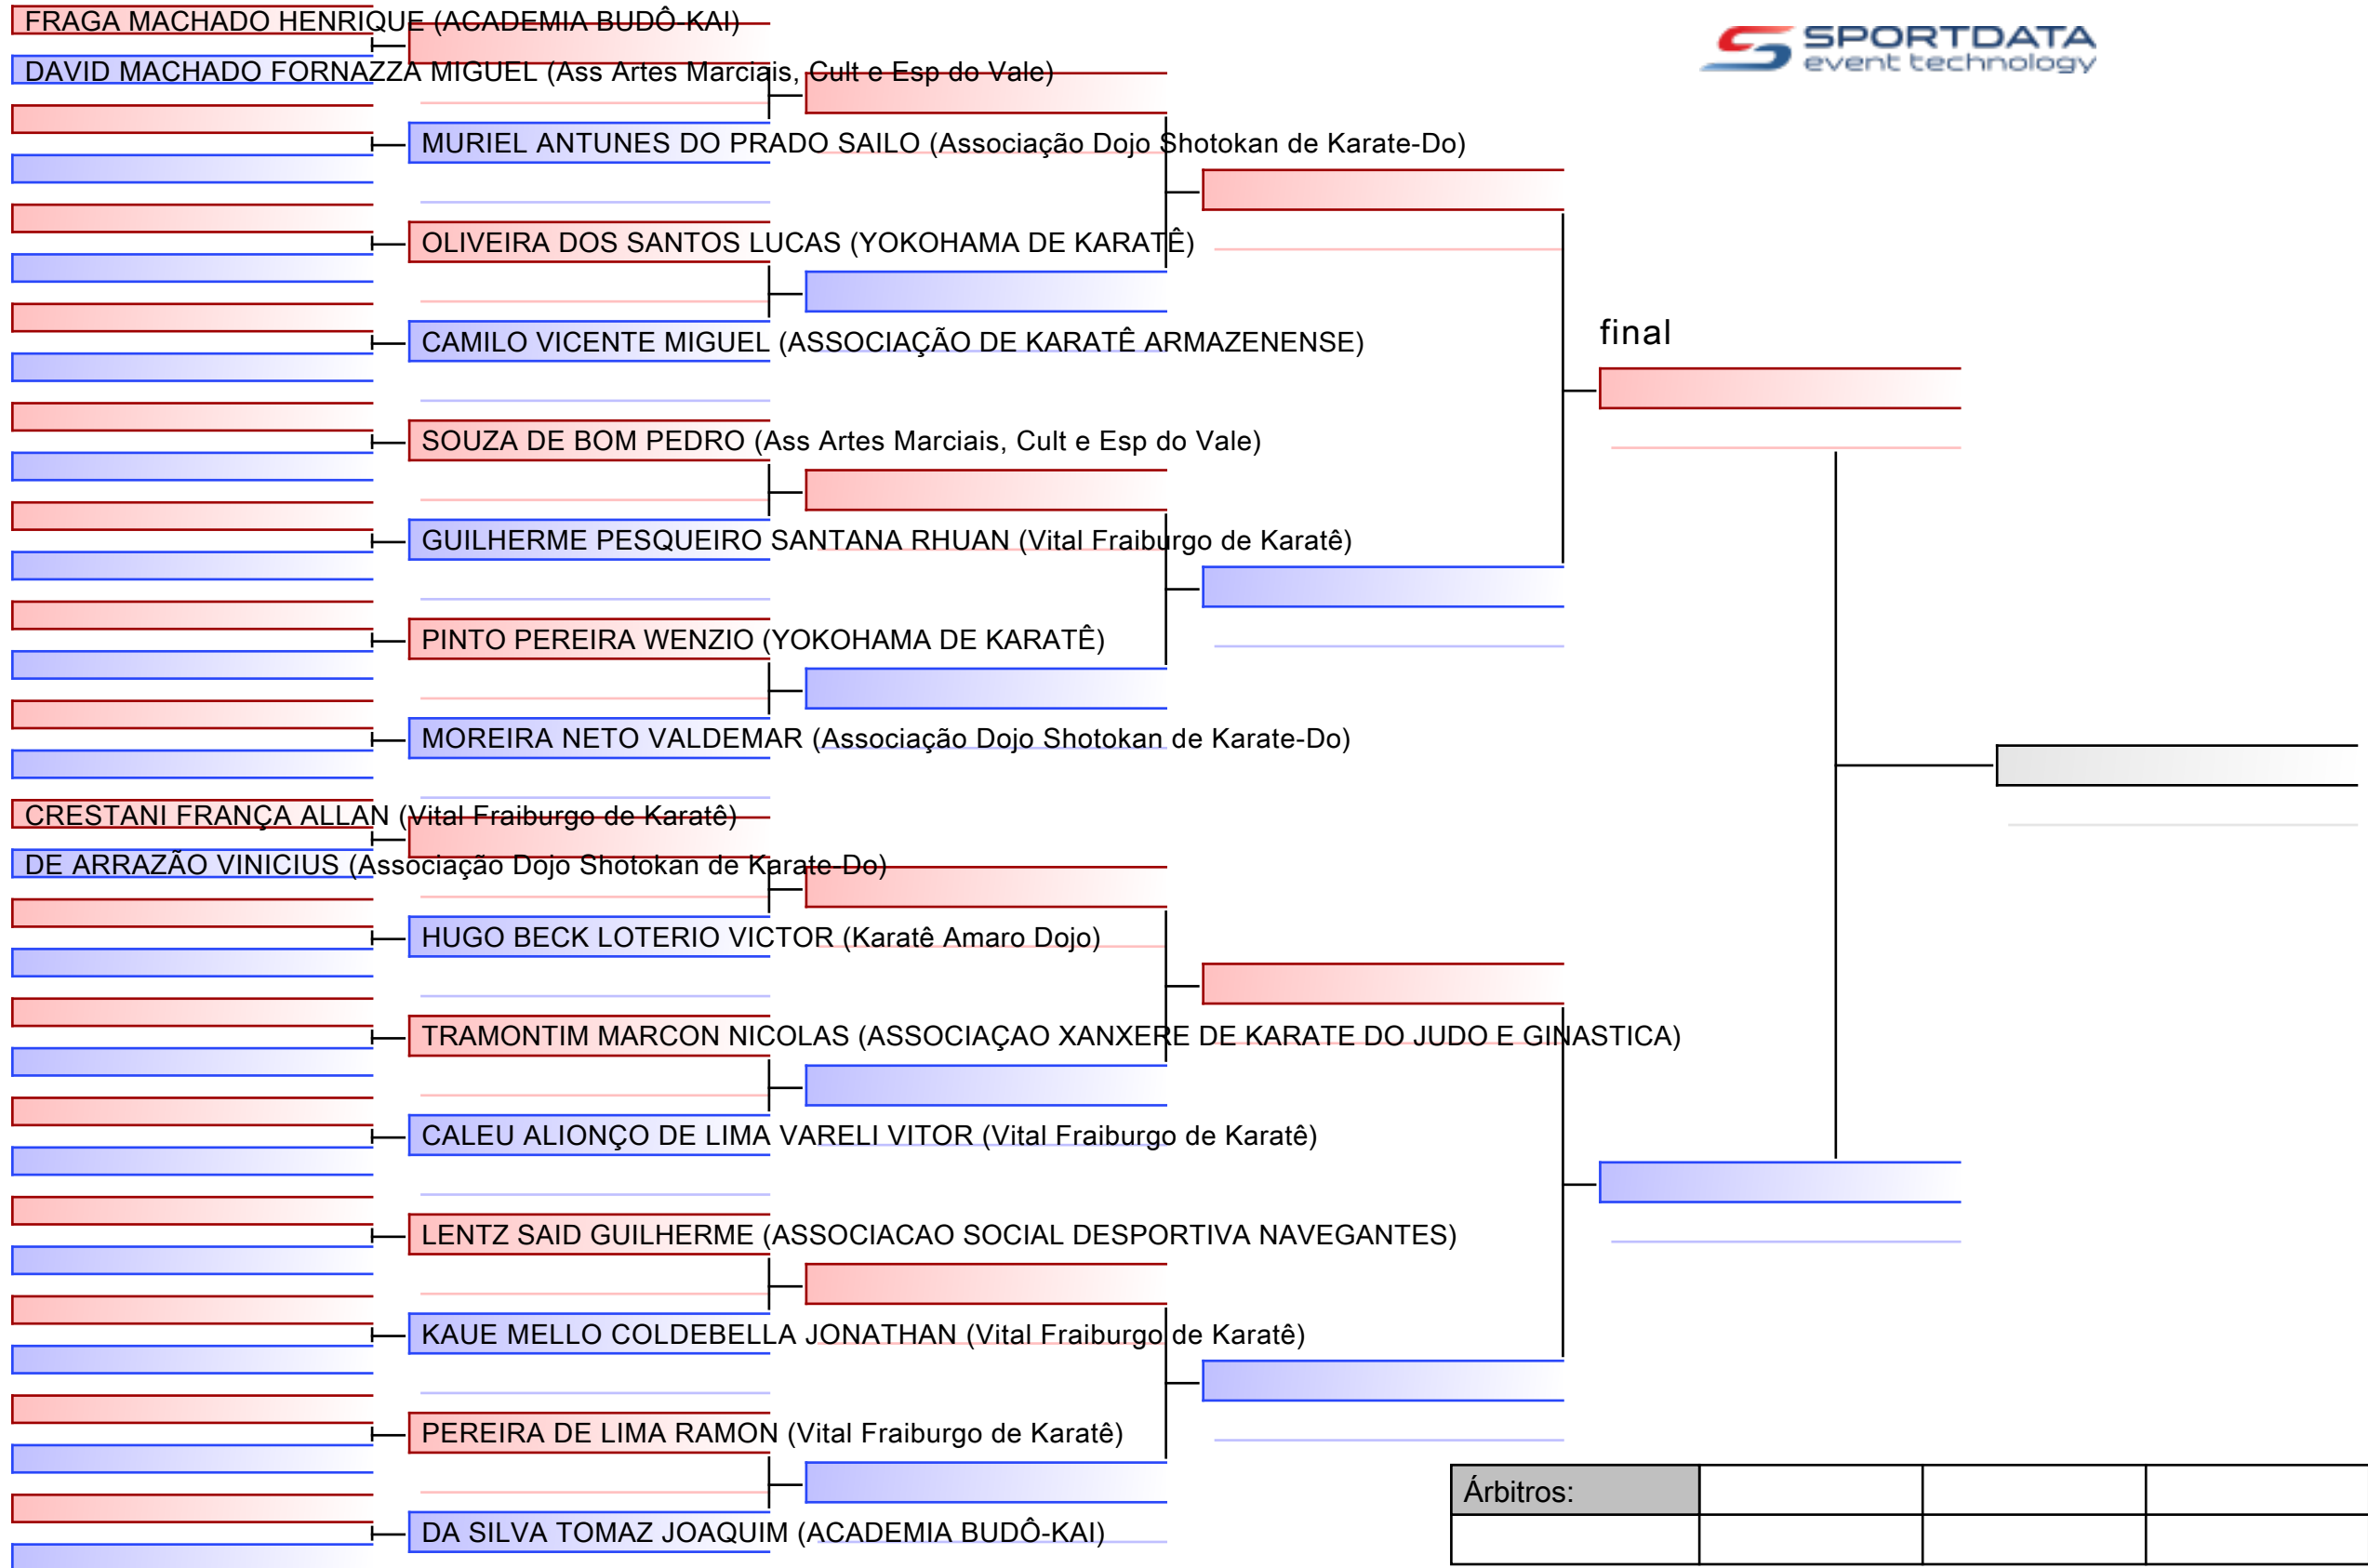 FRAGA MACHADO HENRIQUE (ACADEMIA BUDÔ-KAI)
SPORTDATA
event technology
DAVID MACHADO FORNAZZA MIGUEL (Ass Artes Marciais, Cult e Esp do Vale)
MURIEL ANTUNES DO PRADO SAILO (Associação Dojo Shotokan de Karate-Do)
OLIVEIRA DOS SANTOS LUCAS (YOKOHAMA DE KARATÊ)
CAMILO VICENTE MIGUEL (ASSOCIAÇÃO DE KARATÊ ARMAZENENSE)
final
SOUZA DE BOM PEDRO (Ass Artes Marciais, Cult e Esp do Vale)
GUILHERME PESQUEIRO SANTANA RHUAN (Vital Fraiburgo de Karatê)
PINTO PEREIRA WENZIO (YOKOHAMA DE KARATÊ)
MOREIRA NETO VALDEMAR (Associação Dojo Shotokan de Karate-Do)
CRESTANI FRANÇA ALLAN (Vital Fraiburgo de Karatê)
DE ARRAZÃO VINICIUS (Associação Dojo Shotokan de Karate-Do)
HUGO BECK LOTERIO VICTOR (Karatê Amaro Dojo)
TRAMONTIM MARCON NICOLAS (ASSOCIAÇAO XANXERE DE KARATE DO JUDO E GINASTICA)
CALEU ALIONÇO DE LIMA VARELI VITOR (Vital Fraiburgo de Karatê)
LENTZ SAID GUILHERME (ASSOCIACAO SOCIAL DESPORTIVA NAVEGANTES)
KAUE MELLO COLDEBELLA JONATHAN (Vital Fraiburgo de Karatê)
PEREIRA DE LIMA RAMON (Vital Fraiburgo de Karatê)
Árbitros:
DA SILVA TOMAZ JOAQUIM (ACADEMIA BUDÔ-KAI)